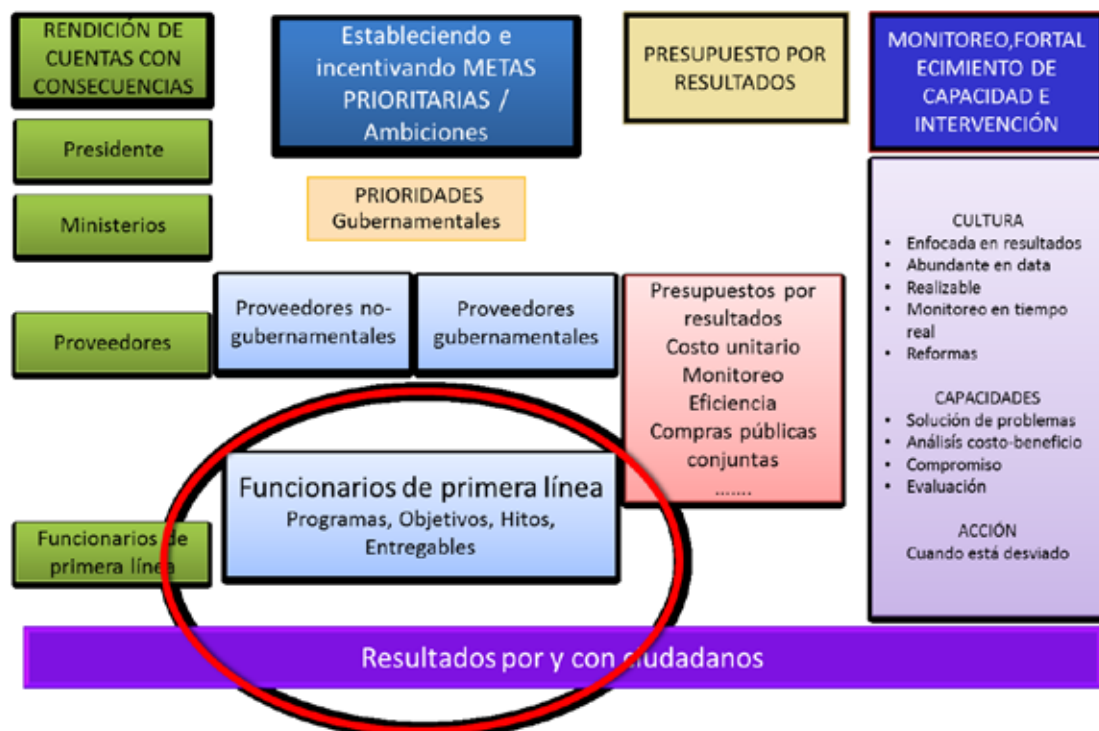 RENDICIÓN DE
CUENTAS CON
CONSECUENCIAS
Presidente
Ministerios
Proveedores
Funcionarios de
primera línea
Estableciendo e
incentivando METAS
PRIORITARIAS /
Ambiciones
PRIORIDADES
Gubernamentales
Proveedores no-
gubernamentales
Proveedores
gubernamentales
Funcionarios de primera línea
Programas, Objetivos, Hitos,
Entregables
PRESUPUESTO POR
RESULTADOS
Presupuestos por
resultados
Costo unitario
Monitoreo
Eficiencia
Compras públicas
conjuntas
.......
MONITOREO,FORTAL
ECIMIENTO DE
CAPACIDAD E
INTERVENCIÓN
CULTURA
• Enfocada en resultados
• Abundante en data
• Realizable
• Monitoreo en tiempo
real
• Reformas
CAPACIDADES
• Solución de problemas
• Análisís costo-beneficio
• Compromiso
• Evaluación
ACCIÓN
Cuando está desviado
Resultados por y con ciudadanos